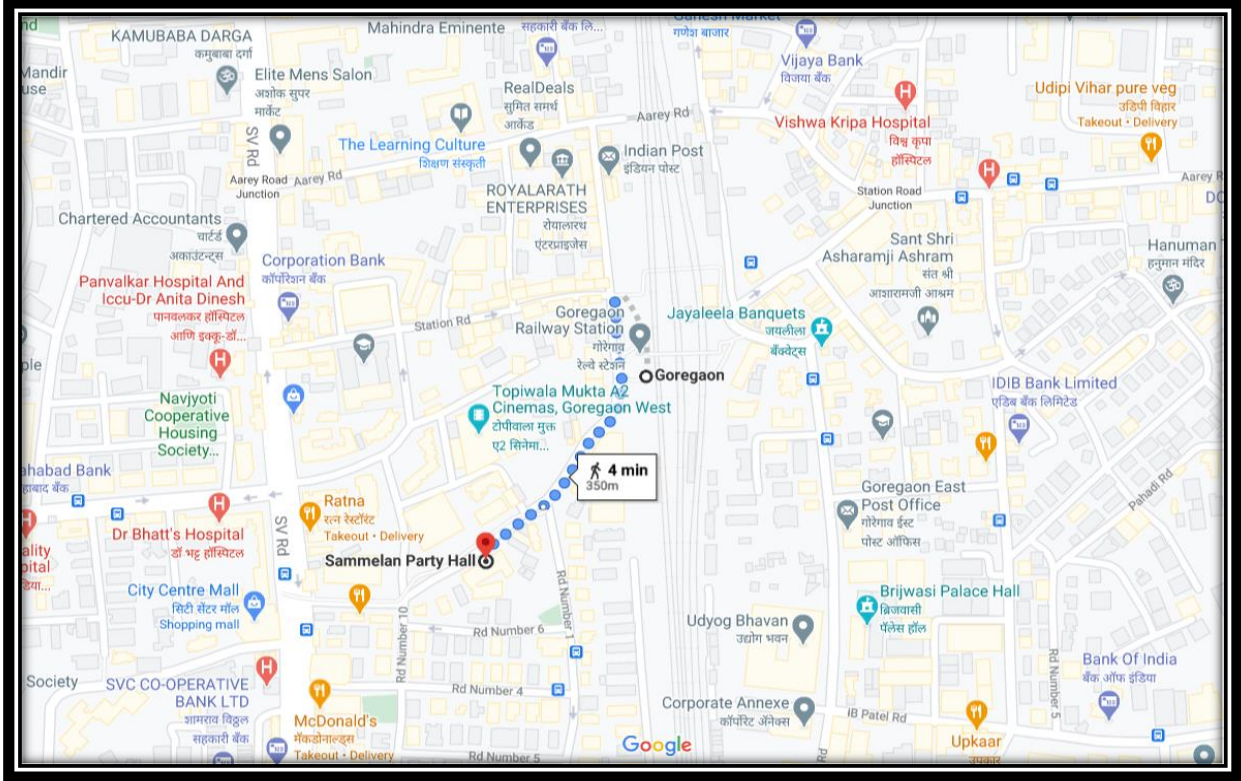 KAMUBABA DARGA
कमुबाबा दर्गा
Mahindra Eminente
सहकारी बँक लि...
गणेश बाजार
Vijaya Bank
विजया बँक
Mandir
Elite Mens Salon
अशोक सुपर
मार्केट
RealDeals
सुमित समर्थ
आर्केड
Udipi Vihar pure veg
उडिपी विहार
Takeout • Delivery
Vishwa Kripa Hospital
विश्व कृपा
हॉस्पिटल
SV Rd
Aarey Rd
The Learning Culture
शिक्षण संस्कृती
Indian Post
इंडियन पोस्ट
Aarey Road
Junction
Aarey Rd
ROYALARATH
ENTERPRISES
रोयालारथ
एंटरप्राइजेस
Station Road
Junction
Aarey R
Chartered Accountants
चार्टर्ड
अकाउंटन्ट्स
Corporation Bank
कॉर्पोरेशन बँक
Sant Shri
Asharamji Ashram
संत श्री
आशारामजी आश्रम
Hanuman
हनुमान मंदिर
Panvalkar Hospital And
Iccu-Dr Anita Dinesh
पानवलकर हॉस्पिटल
आणि इक्कू-डॉ...
Station Rd
Goregaon
Railway Station
गोरेगाव
रेल्वे स्टेशन
Jayaleela Banquets
जयलीला
बँक्वेट्स
Goregaon
Navjyoti
Cooperative
Housing
Society...
Topiwala Mukta A2
Cinemas, Goregaon West
टोपीवाला मुक्त
ए2 सिनेमा...
IDIB Bank Limited
एडिब बँक लिमिटेड
4 min
350m
ahabad Bank
हाबाद बँक
Ratna
रत्न रेस्टॉरंट
Takeout • Delivery
Goregaon East
Post Office
गोरेगाव ईस्ट
पोस्ट ऑफिस
Pahadi Rd
Dr Bhatt's Hospital
डॉ भट्ट हॉस्पिटल
SV Rd
Sammelan Party Hall
City Centre Mall
सिटी सेंटर मॉल
Shopping mall
Rd Number 10
Rd Number 6
Rd Number 1
Udyog Bhavan
उद्योग भवन
Brijwasi Palace Hall
ब्रिजवासी
पॅलेस हॉल
Society
SVC CO-OPERATIVE
BANK LTD
शामराव विठ्ठल
सहकारी बँक
Rd Number 4
Rd Number 5
Bank Of India
बँक ऑफ इंडिया
McDonald's
मॅकडोनाल्ड्स
Takeout • Delivery
Corporate Annexe
कॉर्पोरेट ॲनेक्स
IB Patel Rd
Upkaar
Google
Rd Number 5